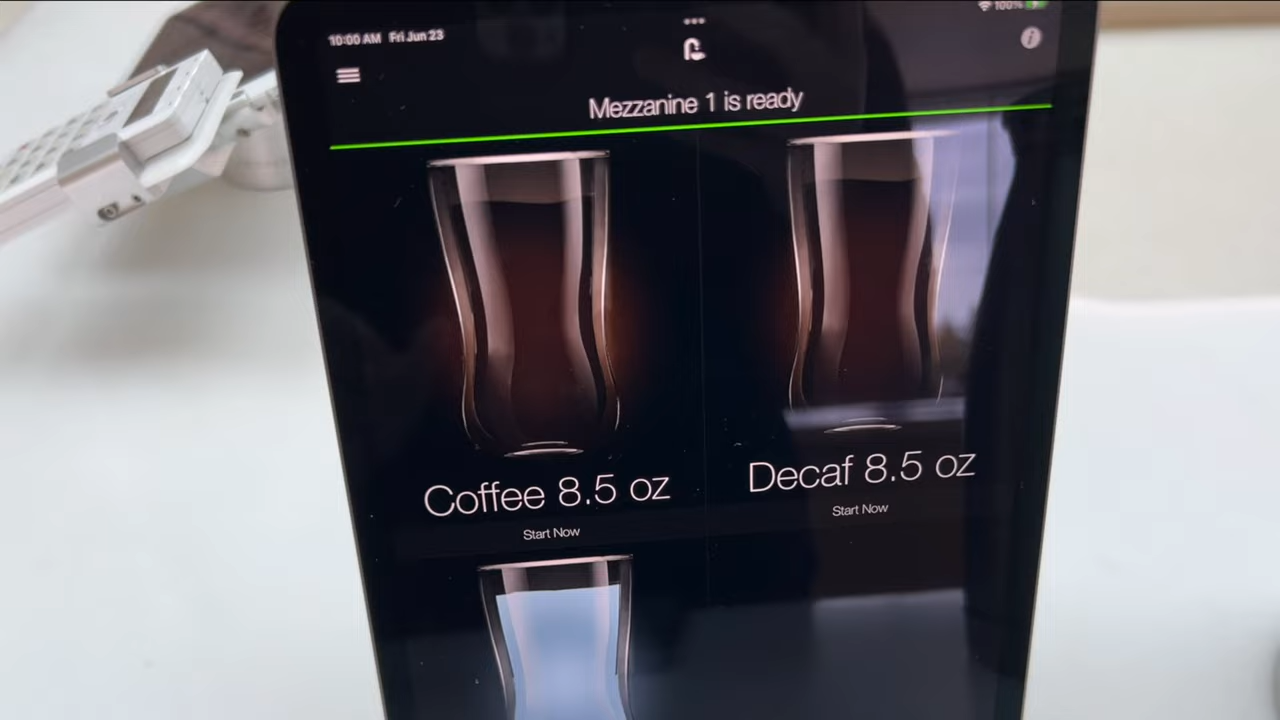 10:00 AM Fri Jun 23
100%
Mezzanine 1 is ready
Coffee 8.5 oz
Start Now
Decaf 8.5 oz
Start Now